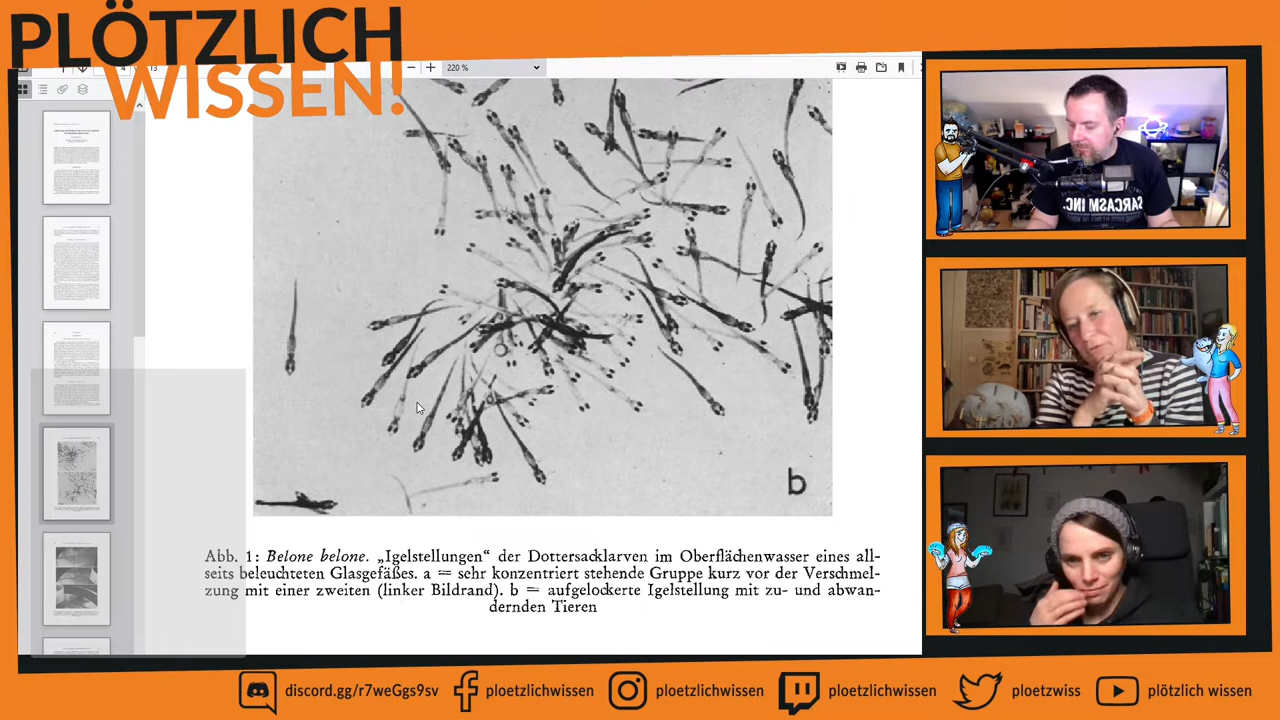 PLÖTZLICH
WISSEN!
220 %
SARCASM INC.
b
Abb. 1: Belone belone. „Igelstellungen“ der Dottersacklarven im Oberflächenwasser eines all-
seits beleuchteten Glasgefäßes. a = sehr konzentriert stehende Gruppe kurz vor der Verschmel-
zung mit einer zweiten (linker Bildrand). b = aufgelockerte Igelstellung mit zu- und abwan-
dernden Tieren
discord.gg/r7weGgs9sv
ploetzlichwissen
ploetzlichwissen
ploetzlichwissen
ploetzwiss
plötzlich wissen